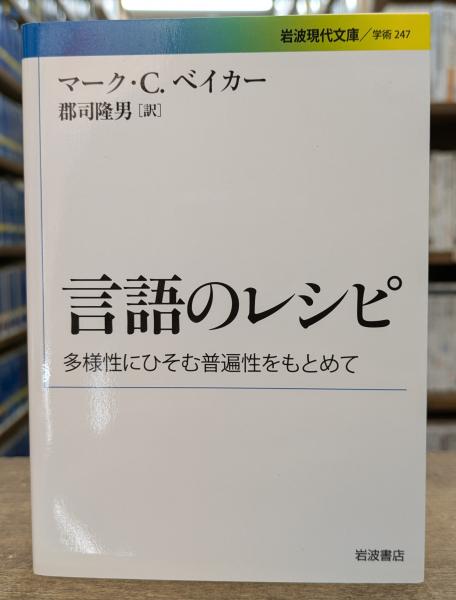 岩波現代文庫/学術 247
マーク・C. ベイカー
郡司隆男[訳]
言語のレシピ
多様性にひそむ普遍性をもとめて
岩波書店